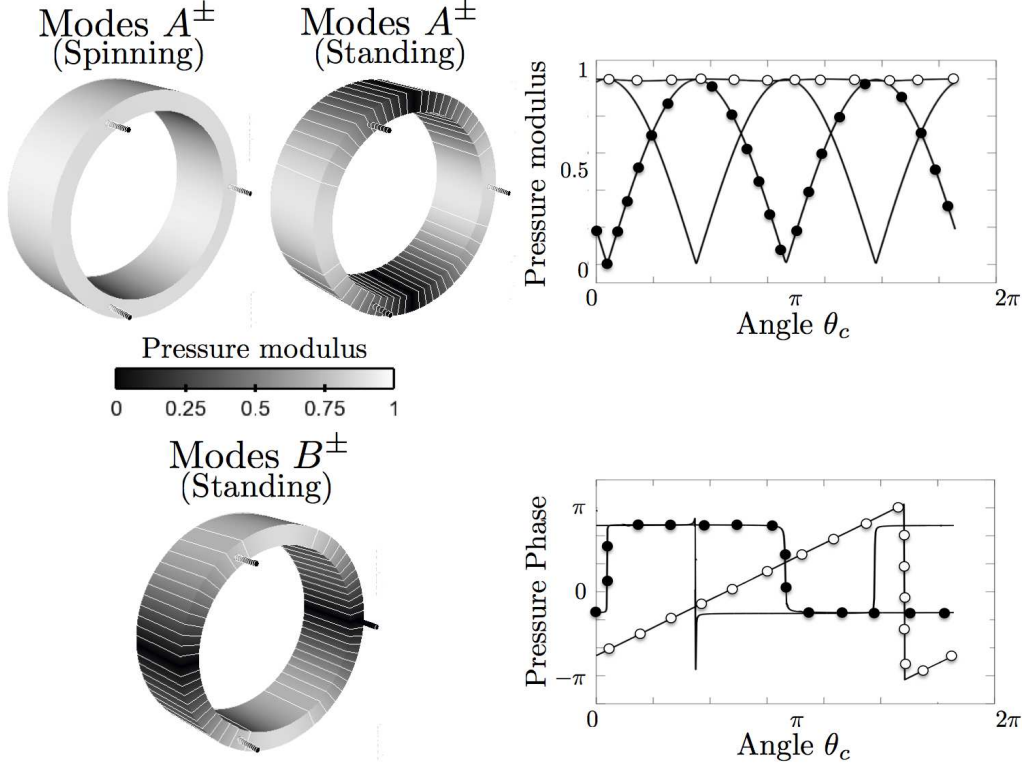 Modes A±
(Spinning)
Modes A±
(Standing)
Pressure modulus
0 0.25 0.5 0.75 1
Modes B±
(Standing)
Pressure modulus
1
0.5
0
0 π 2π
Angle θc
Pressure Phase
π
0
−π
0 π 2π
Angle θc